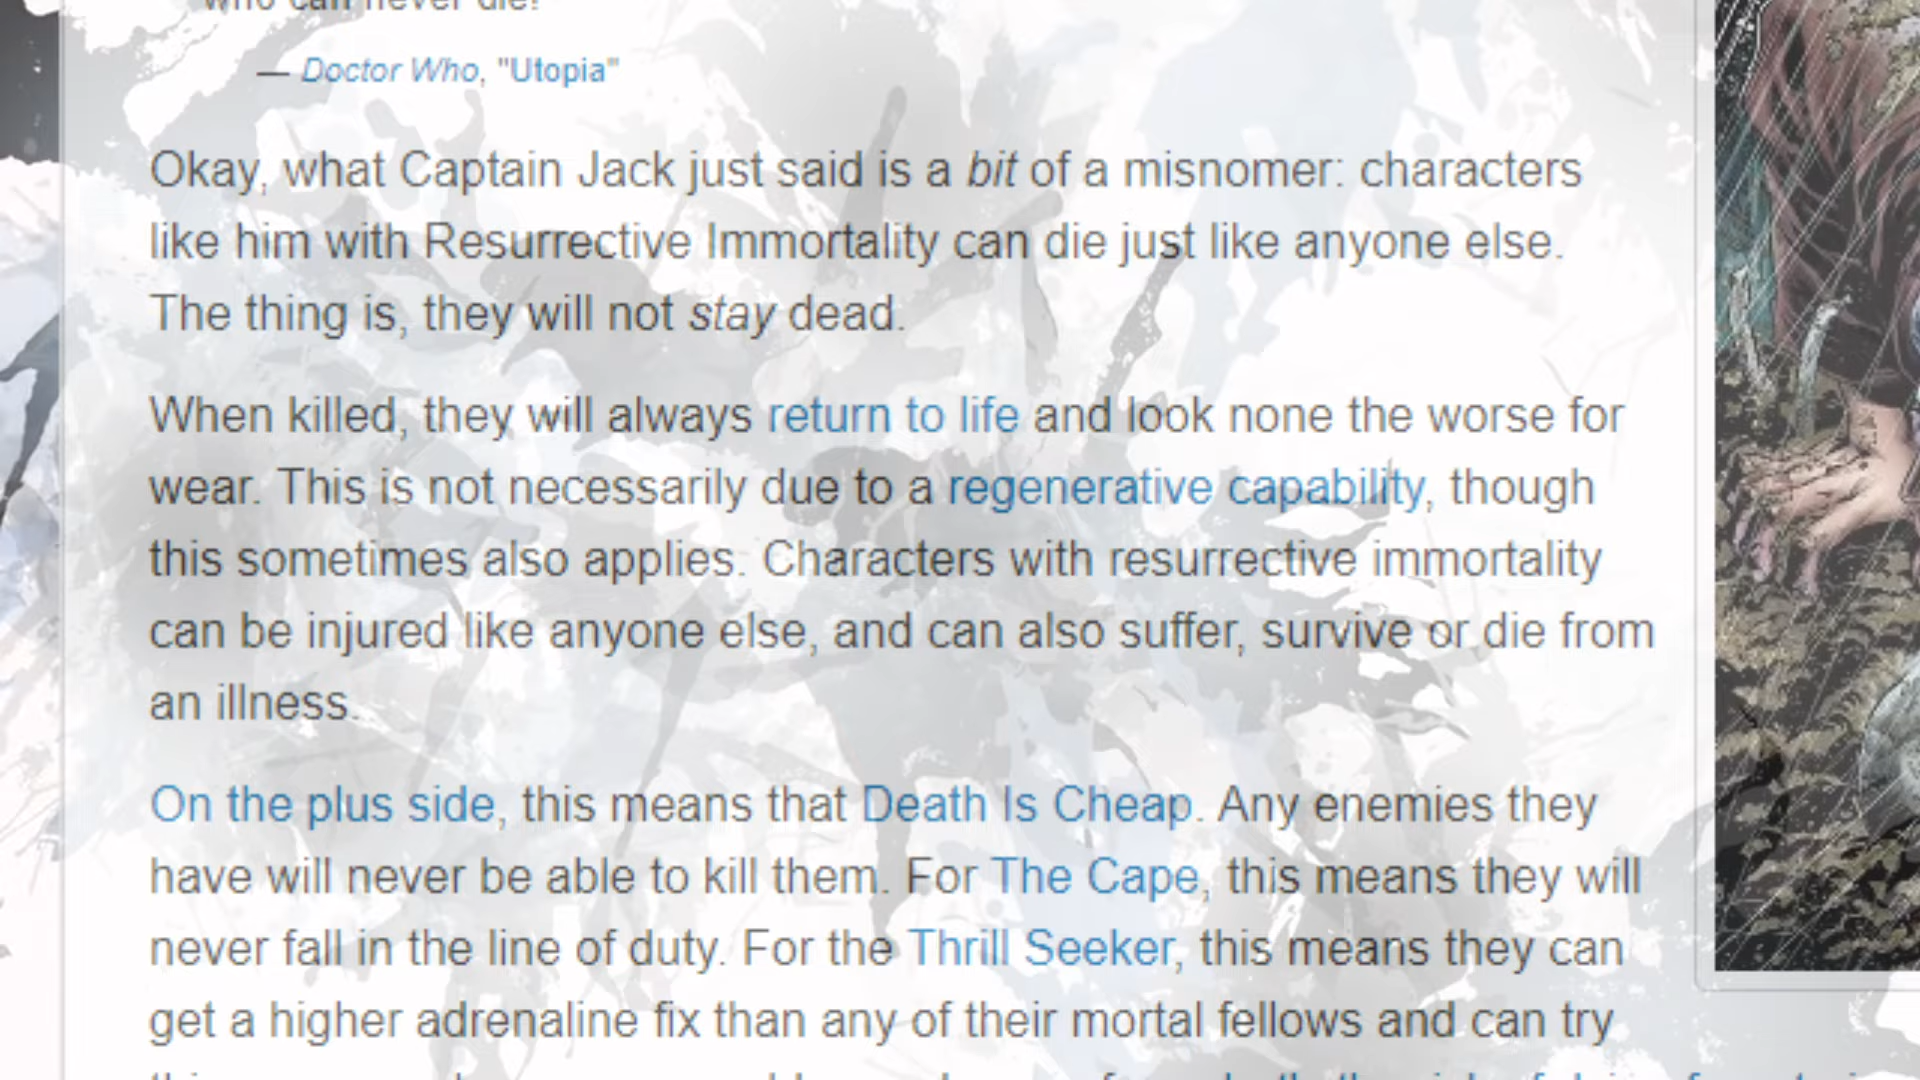 who can never die!
— Doctor Who, "Utopia"
Okay, what Captain Jack just said is a bit of a misnomer: characters
like him with Resurrective Immortality can die just like anyone else.
The thing is, they will not stay dead.
When killed, they will always return to life and look none the worse for
wear. This is not necessarily due to a regenerative capability, though
this sometimes also applies. Characters with resurrective immortality
can be injured like anyone else, and can also suffer, survive or die from
an illness.
On the plus side, this means that Death Is Cheap. Any enemies they
have will never be able to kill them. For The Cape, this means they will
never fall in the line of duty. For the Thrill Seeker, this means they can
get a higher adrenaline fix than any of their mortal fellows and can try